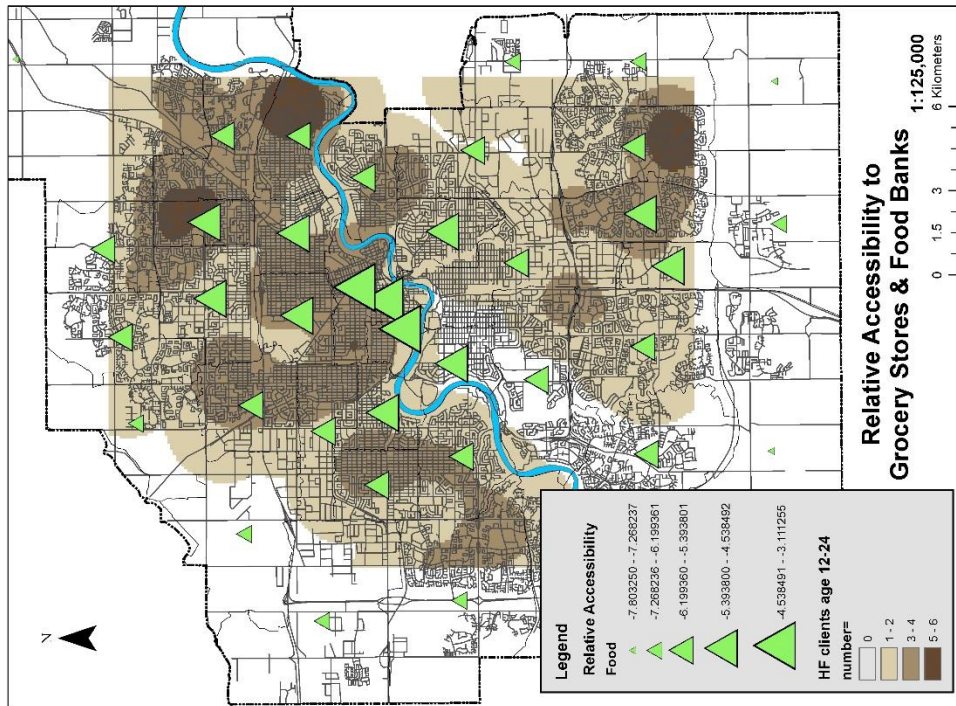 N
Legend
Relative Accessibility
Food
-7.803250 - -7.268237
-7.268236 - -6.199361
-6.199360 - -5.393801
-5.393800 - -4.538492
-4.538491 - -3.111255
HF clients age 12-24
number=
0
1 - 2
3 - 4
5 - 6
Relative Accessibility to
Grocery Stores & Food Banks
1:125,000
0 1.5 3 6 Kilometers